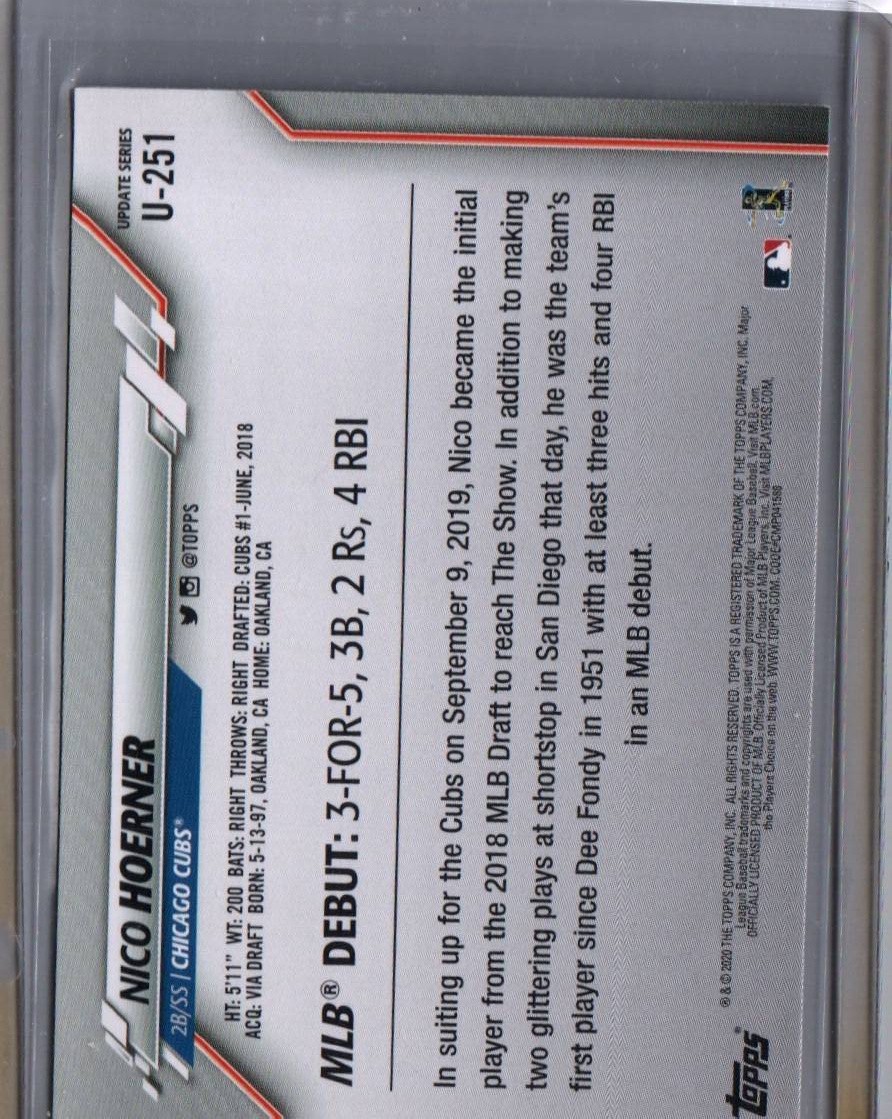 UPDATE SERIES
U-251
NICO HOERNER
2B/SS | CHICAGO CUBS®
@TOPPS
HT: 5'11" WT: 200 BATS: RIGHT THROWS: RIGHT DRAFTED: CUBS #1-JUNE, 2018
ACQ: VIA DRAFT BORN: 5-13-97, OAKLAND, CA HOME: OAKLAND, CA
MLB® DEBUT: 3-FOR-5, 3B, 2 Rs, 4 RBI
In suiting up for the Cubs on September 9, 2019, Nico became the initial
player from the 2018 MLB Draft to reach The Show. In addition to making
two glittering plays at shortstop in San Diego that day, he was the team's
first player since Dee Fondy in 1951 with at least three hits and four RBI
in an MLB debut.
® & © 2020 THE TOPPS COMPANY, INC. ALL RIGHTS RESERVED. TOPPS IS A REGISTERED TRADEMARK OF THE TOPPS COMPANY, INC. Major
League Baseball trademarks and copyrights are used with permission of Major League Baseball. Visit MLB.com.
OFFICIALLY LICENSED PRODUCT OF MLB Players, Inc. Visit MLBPLAYERS.COM,
the Players Choice on the web. WWW.TOPPS.COM. CODE#CMP041588
topps®